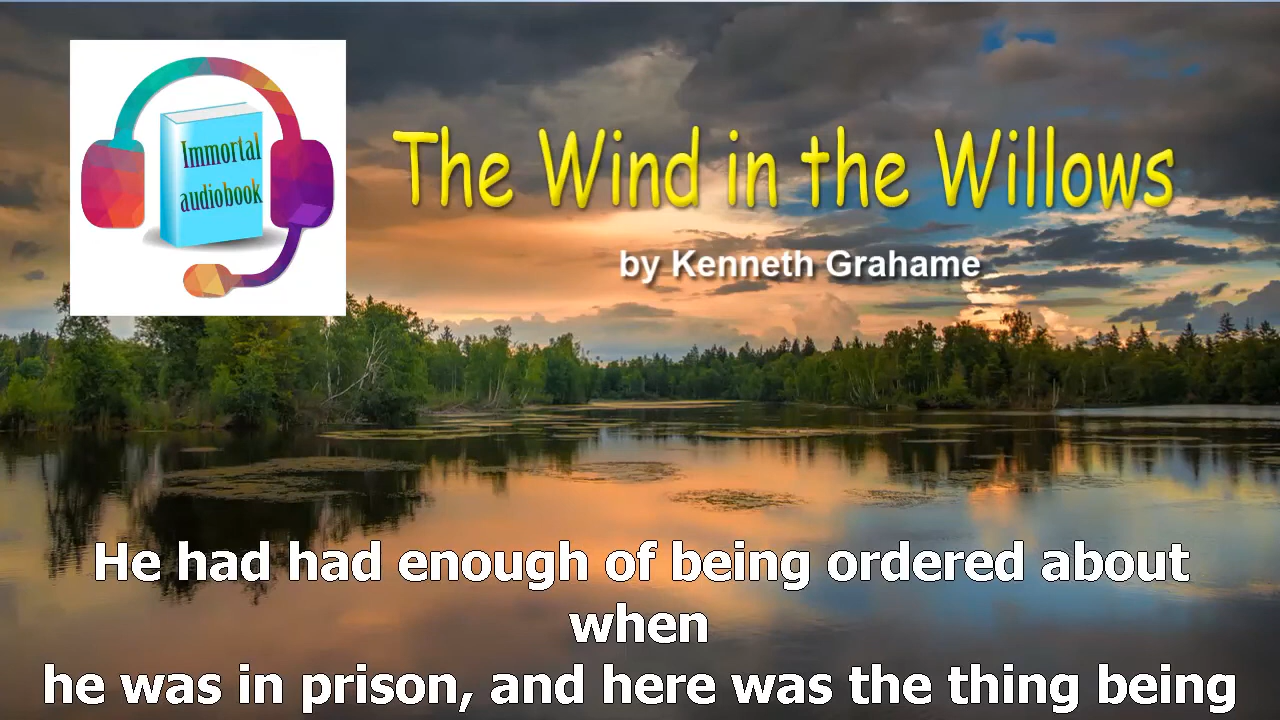 Immortal
audiobook
The Wind in the Willows
by Kenneth Grahame
He had had enough of being ordered about
when
he was in prison, and here was the thing being